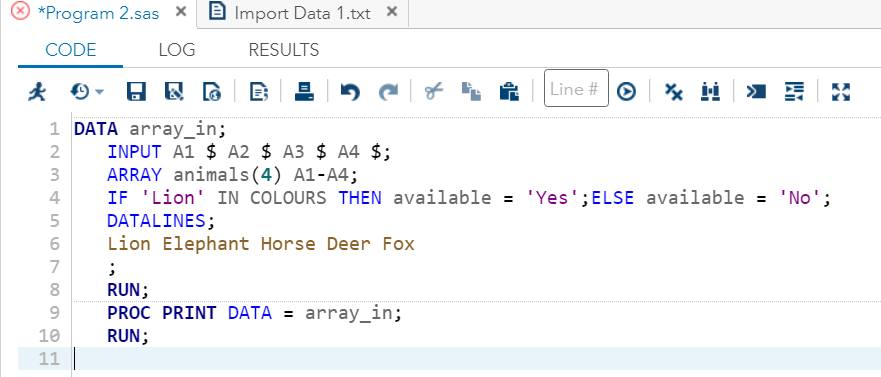 *Program 2.sas × Import Data 1.txt ×
CODE LOG RESULTS
Line #
1 DATA array_in;
2 INPUT A1 $ A2 $ A3 $ A4 $;
3 ARRAY animals(4) A1-A4;
4 IF 'Lion' IN COLOURS THEN available = 'Yes';ELSE available = 'No';
5 DATALINES;
6 Lion Elephant Horse Deer Fox
7 ;
8 RUN;
9 PROC PRINT DATA = array_in;
10 RUN;
11